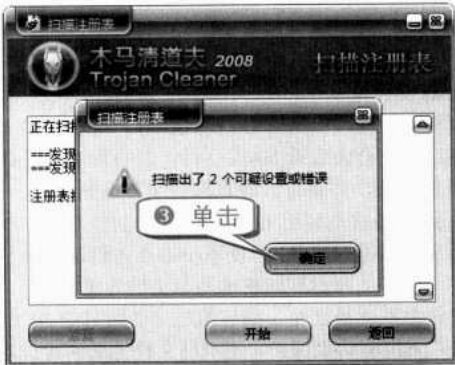 扫描注册表
木马清道夫 2008
Trojan Cleaner
扫描注册表
正在扫
扫描注册表
===发现
===发现
扫描出了 2 个可疑设置或错误
注册表
❸ 单击
确定
开始
返回